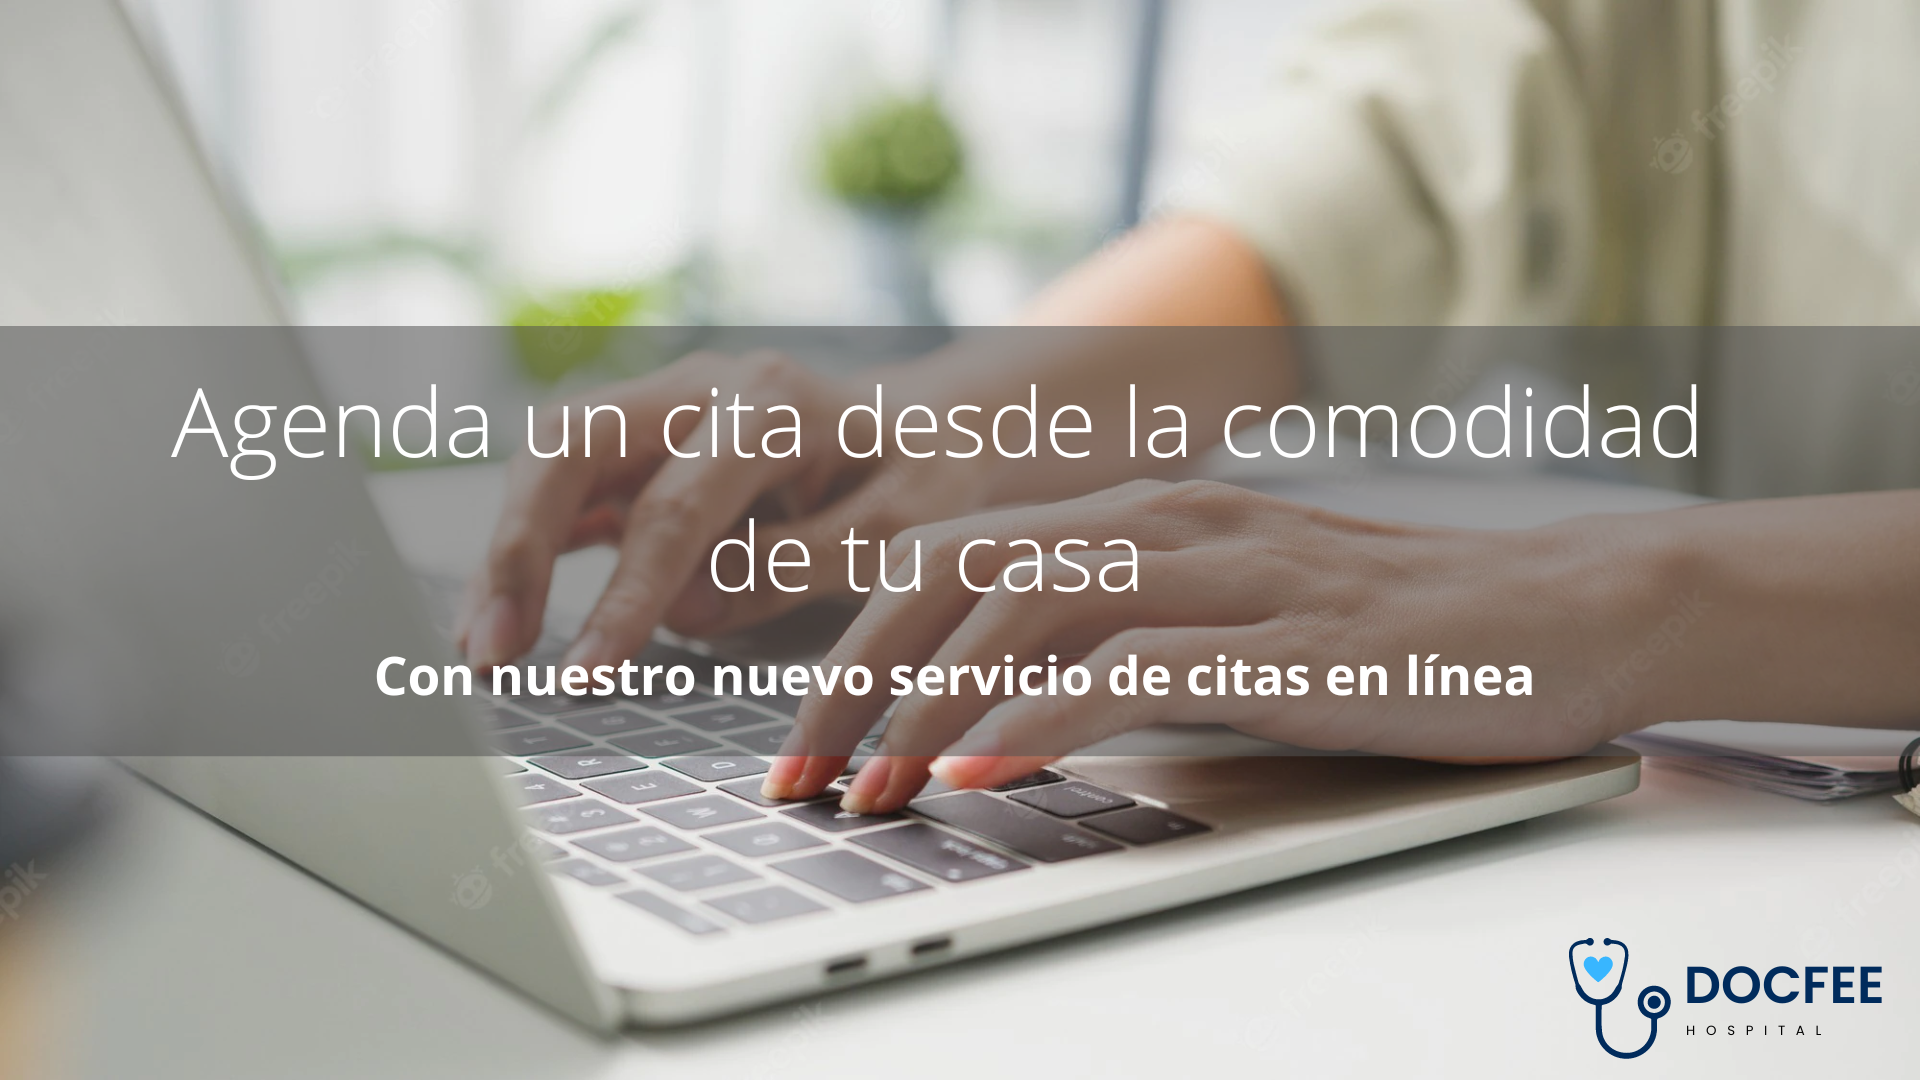 Agenda un cita desde la comodidad
de tu casa
Con nuestro nuevo servicio de citas en línea
DOCFEE
HOSPITAL